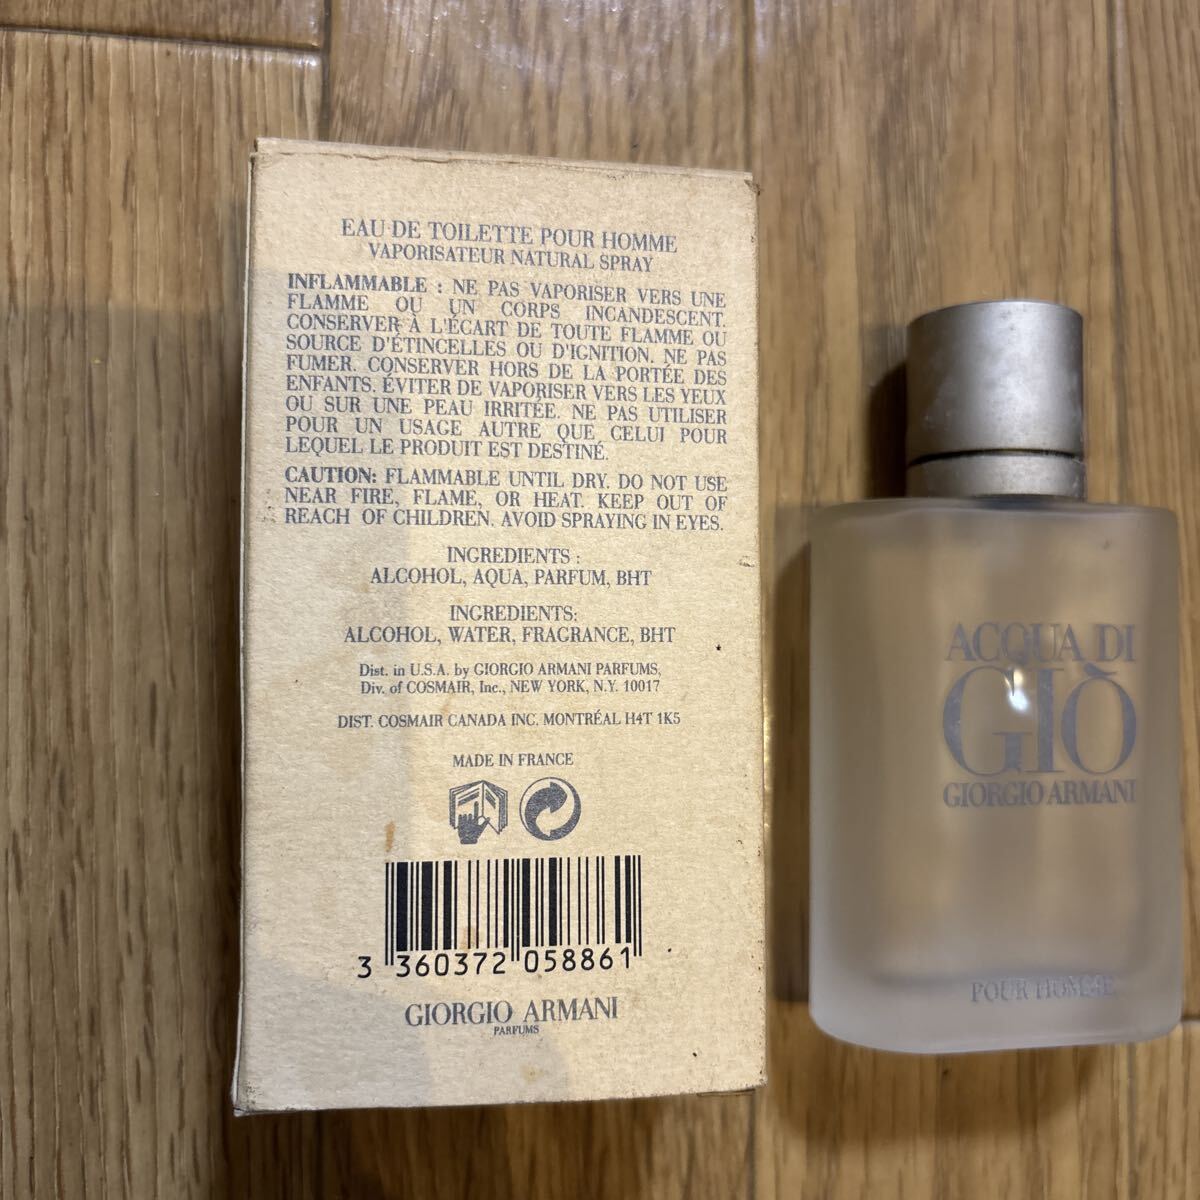 EAU DE TOILETTE POUR HOMME
VAPORISATEUR NATURAL SPRAY
INFLAMMABLE : NE PAS VAPORISER VERS UNE
FLAMME OU UN CORPS INCANDESCENT.
CONSERVER À L'ÉCART DE TOUTE FLAMME OU
SOURCE D'ÉTINCELLES OU D'IGNITION. NE PAS
FUMER. CONSERVER HORS DE LA PORTÉE DES
ENFANTS. ÉVITER DE VAPORISER VERS LES YEUX
OU SUR UNE PEAU IRRITÉE. NE PAS UTILISER
POUR UN USAGE AUTRE QUE CELUI POUR
LEQUEL LE PRODUIT EST DESTINÉ.
CAUTION: FLAMMABLE UNTIL DRY. DO NOT USE
NEAR FIRE, FLAME, OR HEAT. KEEP OUT OF
REACH OF CHILDREN. AVOID SPRAYING IN EYES.
INGREDIENTS :
ALCOHOL, AQUA, PARFUM, BHT
INGREDIENTS:
ALCOHOL, WATER, FRAGRANCE, BHT
Dist. in U.S.A. by GIORGIO ARMANI PARFUMS,
Div. of COSMAIR, Inc., NEW YORK, N.Y. 10017
DIST. COSMAIR CANADA INC. MONTRÉAL H4T 1K5
MADE IN FRANCE
3 360372 058861
GIORGIO ARMANI
PARFUMS
ACQUA DI
GIÒ
GIORGIO ARMANI
POUR HOMME